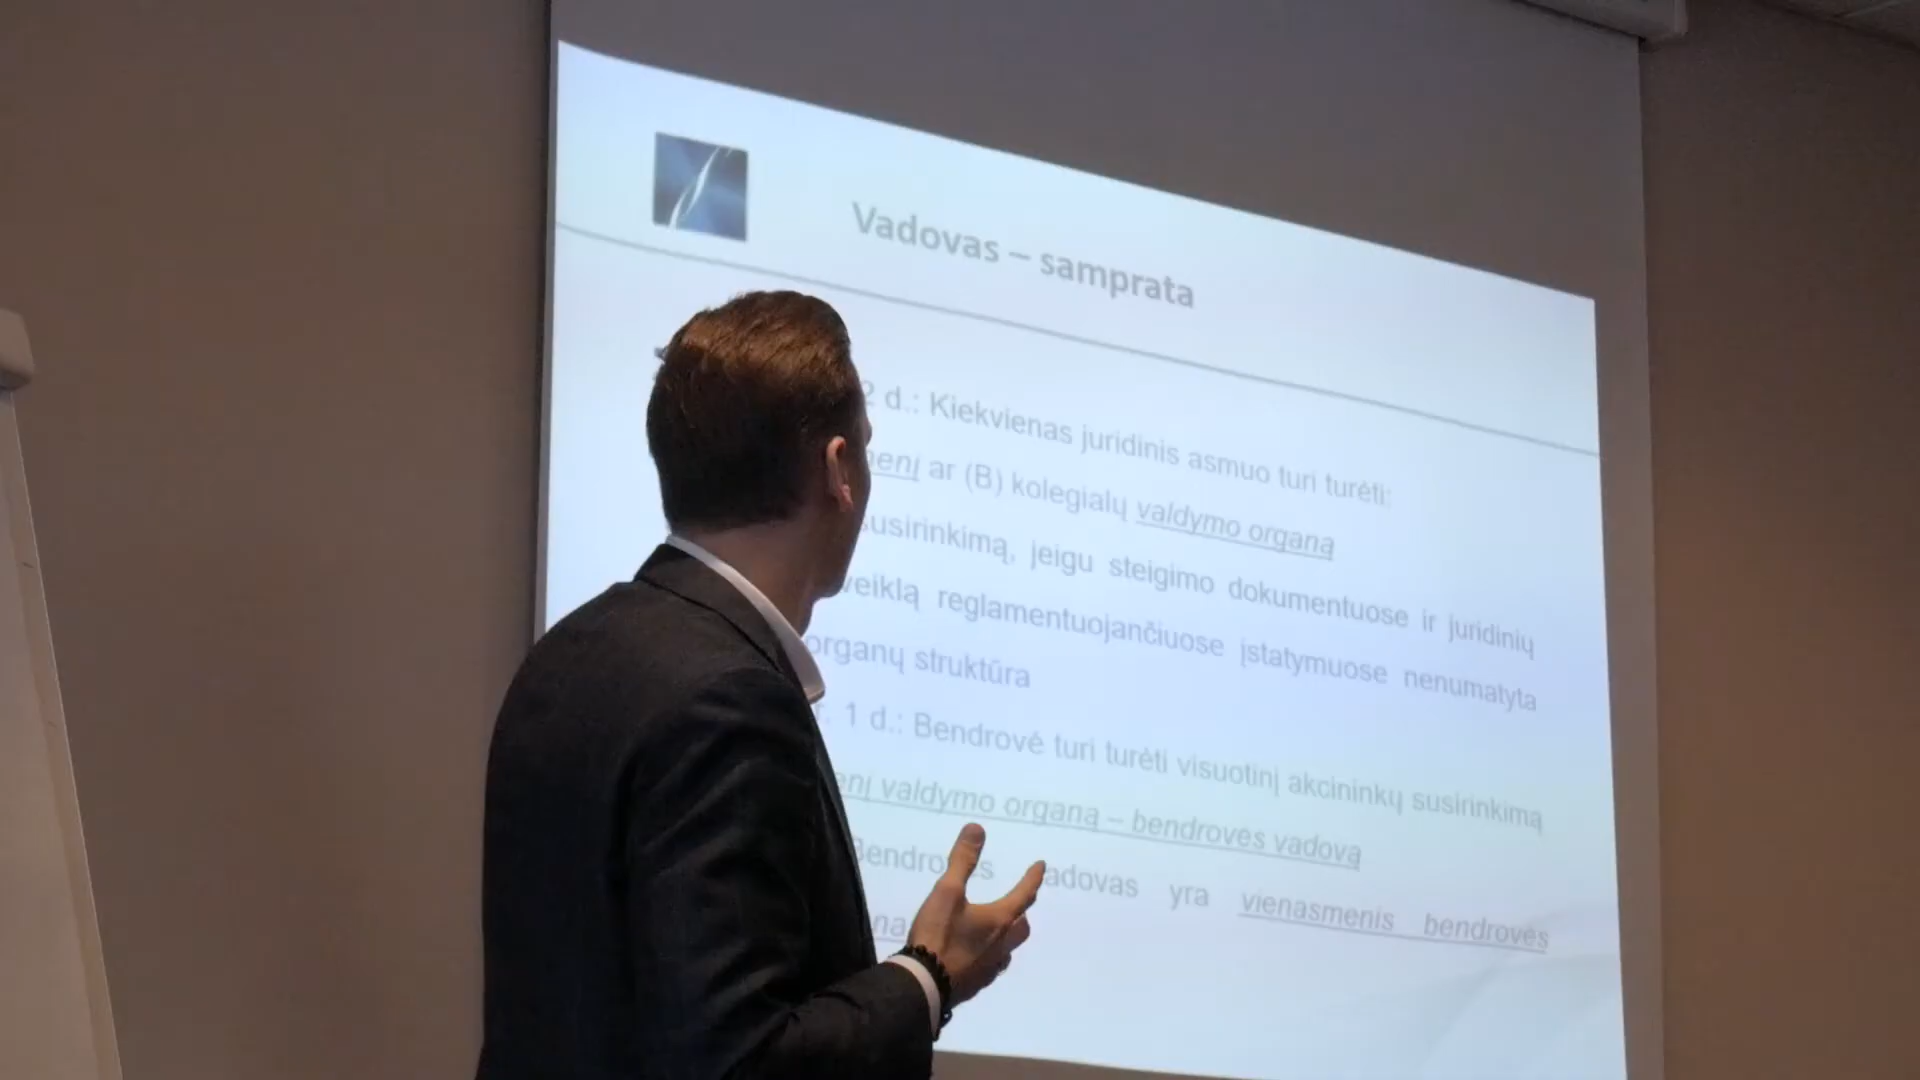 Vadovas – samprata
2 d.: Kiekvienas juridinis asmuo turi turėti:
ar (B) kolegialų valdymo organą
susirinkimą, jeigu steigimo dokumentuose ir juridinių
veiklą reglamentuojančiuose įstatymuose nenumatyta
organų struktūra
1 d.: Bendrovė turi turėti visuotinį akcininkų susirinkimą
valdymo organą – bendrovės vadovą
Bendrovės vadovas yra vienasmenis bendrovės